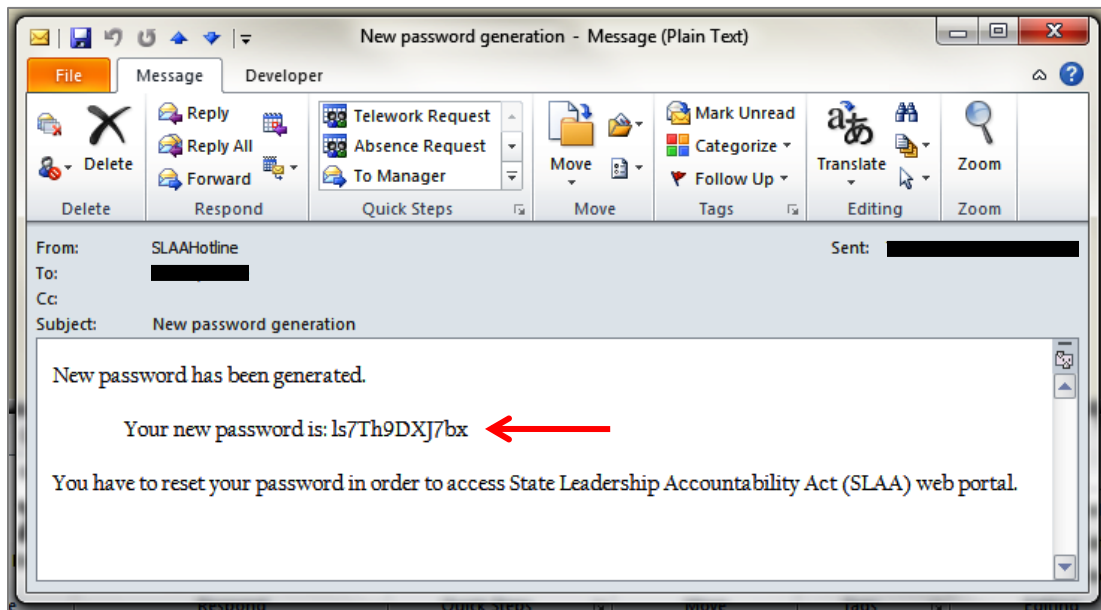 New password generation - Message (Plain Text)
File Message Developer
Delete
Reply
Reply All
Forward
Telework Request
Absence Request
To Manager
Move
Mark Unread
Categorize
Follow Up
Translate
Zoom
Delete Respond Quick Steps Move Tags Editing Zoom
From: SLAAHotline Sent:
To:
Cc:
Subject: New password generation
New password has been generated.
Your new password is: ls7Th9DXJ7bx
You have to reset your password in order to access State Leadership Accountability Act (SLAA) web portal.